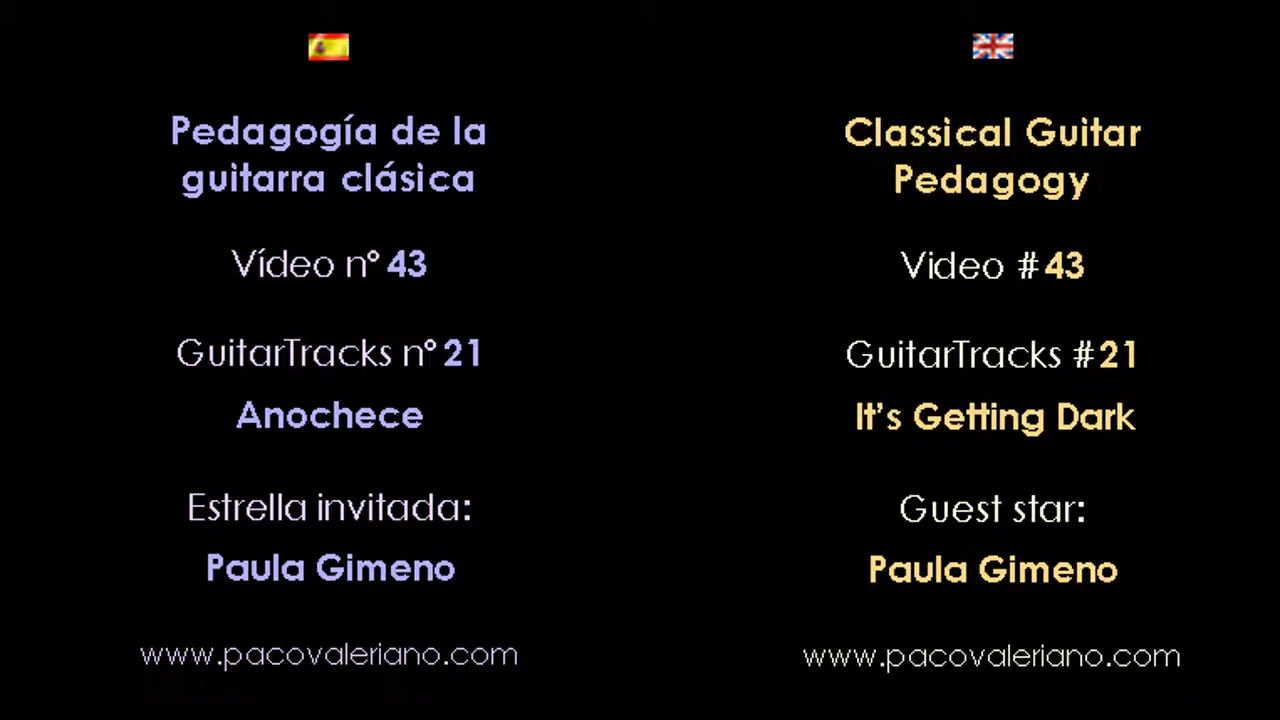 Pedagogía de la
guitarra clásica
Vídeo nº 43
GuitarTracks nº 21
Anochece
Estrella invitada:
Paula Gimeno
www.pacovaleriano.com
Classical Guitar
Pedagogy
Video #43
GuitarTracks #21
It's Getting Dark
Guest star:
Paula Gimeno
www.pacovaleriano.com